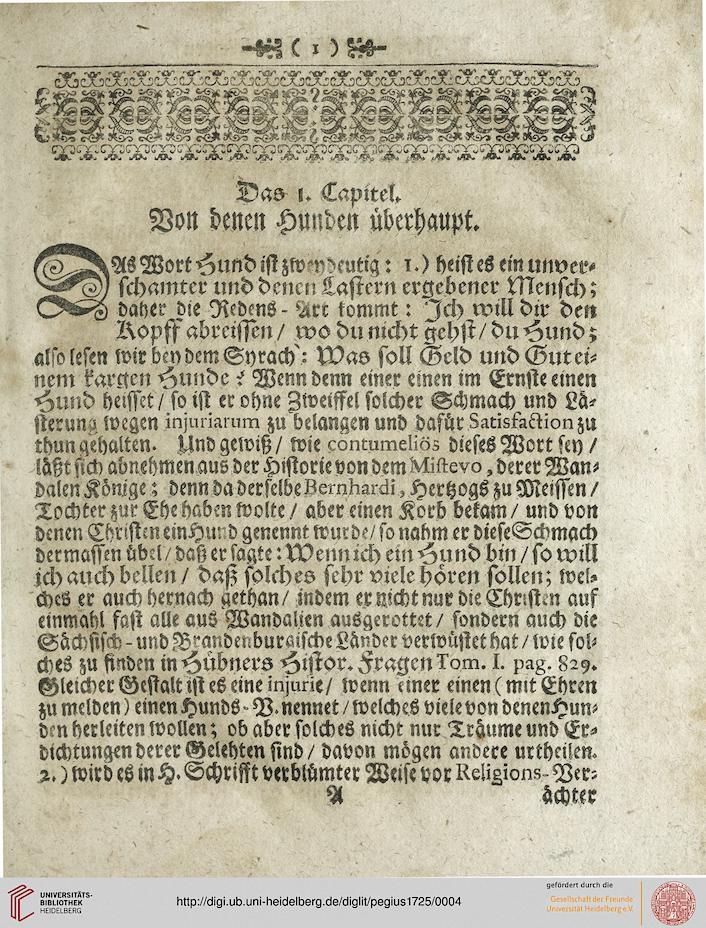 ( 1 )
Das 1. Capitel.
Von denen Hunden überhaupt.
DAs Wort Hund ist zweydeutig: 1.) heist es ein unver-
schamter und denen Lastern ergebener Mensch;
daher die Redens-Art kommt: Jch will dir den
Kopff abreissen / wo du nicht gehst / du Hund;
also lesen wir bey dem Syrach: Was soll Geld und Gut ei-
nem kargen Hunde? Wenn denn einer einen im Ernste einen
Hund heisset / so ist er ohne Zweiffel solcher Schmach und Lä-
sterung wegen injuriarum zu belangen und dafür Satisfaction zu
thun gehalten. Und gewiß / wie contumeliös dieses Wort sey /
läßt sich abnehmen aus der Historie von dem Mistevo, derer Wan-
dalen Könige; denn da derselbe Bernhardi, Hertzogs zu Meissen /
Tochter zur Ehe haben wolte / aber einen Korb bekam / und von
denen Christen ein Hund genennt wurde / so nahm er diese Schmach
dermassen übel / daß er sagte: Wenn ich ein Hund bin / so will
ich auch bellen / daß solches sehr viele hören sollen; wel-
ches er auch hernach gethan / indem er nicht nur die Christen auf
einmahl fast alle aus Wandalien ausgerottet / sondern auch die
Sächsisch- und Brandenburgische Länder verwüstet hat / wie sol-
ches zu finden in Hübners Histor. Fragen Tom. I. pag. 829.
Gleicher Gestalt ist es eine injurie / wenn einer einen (mit Ehren
zu melden) einen Hunds-V. nennet / welches viele von denen Hun-
den herleiten wollen; ob aber solches nicht nur Träume und Er-
dichtungen derer Gelehten sind / davon mögen andere urtheilen.
2.) wird es in H. Schrifft verblümter Weise vor Religions-Ver-
A ächter
UNIVERSITÄTS-
BIBLIOTHEK
HEIDELBERG
http://digi.ub.uni-heidelberg.de/diglit/pegius1725/0004
gefördert durch die
Gesellschaft der Freunde
Universität Heidelberg e.V.